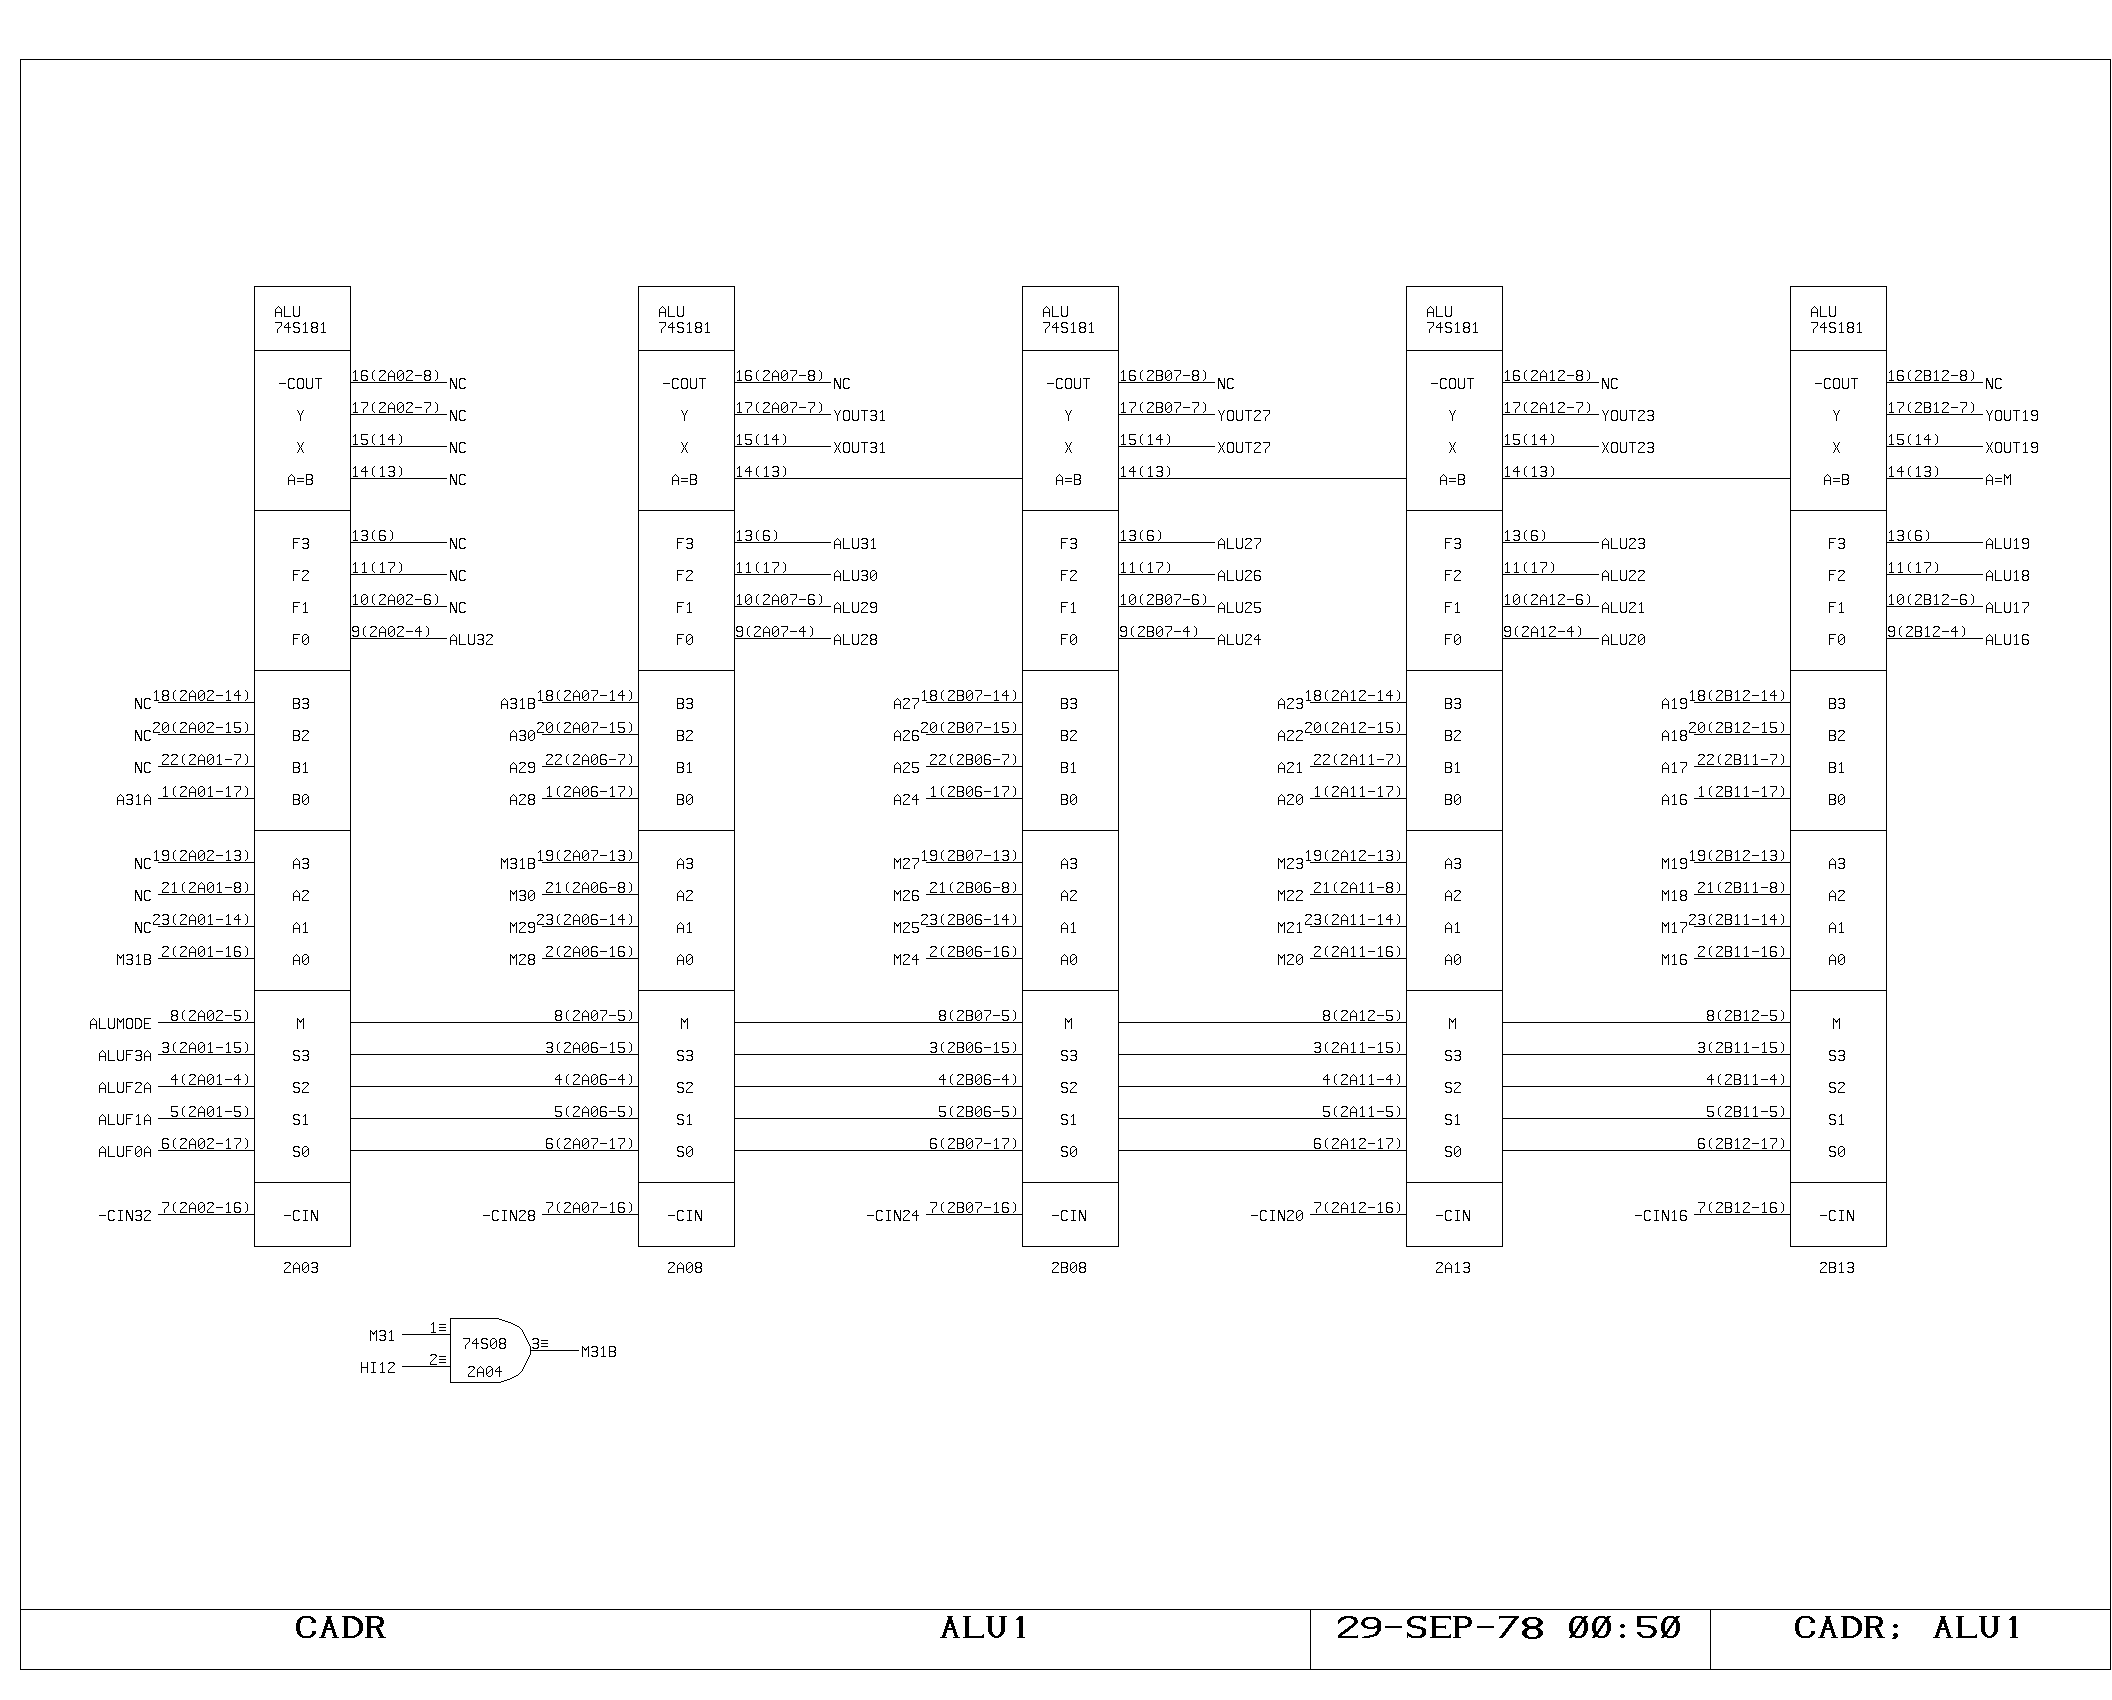 ALU ALU ALU ALU ALU
74S181 74S181 74S181 74S181 74S181
-COUT 16(2A02-8) NC -COUT 16(2A07-8) NC -COUT 16(2B07-8) NC -COUT 16(2A12-8) NC -COUT 16(2B12-8) NC
Y 17(2A02-7) NC Y 17(2A07-7) YOUT31 Y 17(2B07-7) YOUT27 Y 17(2A12-7) YOUT23 Y 17(2B12-7) YOUT19
X 15(14) NC X 15(14) XOUT31 X 15(14) XOUT27 X 15(14) XOUT23 X 15(14) XOUT19
A=B 14(13) NC A=B 14(13) A=B 14(13) A=B 14(13) A=B 14(13) A=M
F3 13(6) NC F3 13(6) ALU31 F3 13(6) ALU27 F3 13(6) ALU23 F3 13(6) ALU19
F2 11(17) NC F2 11(17) ALU30 F2 11(17) ALU26 F2 11(17) ALU22 F2 11(17) ALU18
F1 10(2A02-6) NC F1 10(2A07-6) ALU29 F1 10(2B07-6) ALU25 F1 10(2A12-6) ALU21 F1 10(2B12-6) ALU17
F0 9(2A02-4) ALU32 F0 9(2A07-4) ALU28 F0 9(2B07-4) ALU24 F0 9(2A12-4) ALU20 F0 9(2B12-4) ALU16
NC 18(2A02-14) B3 A31B 18(2A07-14) B3 A27 18(2B07-14) B3 A23 18(2A12-14) B3 A19 18(2B12-14) B3
NC 20(2A02-15) B2 A30 20(2A07-15) B2 A26 20(2B07-15) B2 A22 20(2A12-15) B2 A18 20(2B12-15) B2
NC 22(2A01-7) B1 A29 22(2A06-7) B1 A25 22(2B06-7) B1 A21 22(2A11-7) B1 A17 22(2B11-7) B1
A31A 1(2A01-17) B0 A28 1(2A06-17) B0 A24 1(2B06-17) B0 A20 1(2A11-17) B0 A16 1(2B11-17) B0
NC 19(2A02-13) A3 M31B 19(2A07-13) A3 M27 19(2B07-13) A3 M23 19(2A12-13) A3 M19 19(2B12-13) A3
NC 21(2A01-8) A2 M30 21(2A06-8) A2 M26 21(2B06-8) A2 M22 21(2A11-8) A2 M18 21(2B11-8) A2
NC 23(2A01-14) A1 M29 23(2A06-14) A1 M25 23(2B06-14) A1 M21 23(2A11-14) A1 M17 23(2B11-14) A1
M31B 2(2A01-16) A0 M28 2(2A06-16) A0 M24 2(2B06-16) A0 M20 2(2A11-16) A0 M16 2(2B11-16) A0
ALUMODE 8(2A02-5) M 8(2A07-5) M 8(2B07-5) M 8(2A12-5) M 8(2B12-5) M
ALUF3A 3(2A01-15) S3 3(2A06-15) S3 3(2B06-15) S3 3(2A11-15) S3 3(2B11-15) S3
ALUF2A 4(2A01-4) S2 4(2A06-4) S2 4(2B06-4) S2 4(2A11-4) S2 4(2B11-4) S2
ALUF1A 5(2A01-5) S1 5(2A06-5) S1 5(2B06-5) S1 5(2A11-5) S1 5(2B11-5) S1
ALUF0A 6(2A02-17) S0 6(2A07-17) S0 6(2B07-17) S0 6(2A12-17) S0 6(2B12-17) S0
-CIN32 7(2A02-16) -CIN -CIN28 7(2A07-16) -CIN -CIN24 7(2B07-16) -CIN -CIN20 7(2A12-16) -CIN -CIN16 7(2B12-16) -CIN
2A03 2A08 2B08 2A13 2B13
M31 1≡ 74S08 3≡ M31B
HI12 2≡ 2A04
CADR ALU1 29-SEP-78 00:50 CADR; ALU1